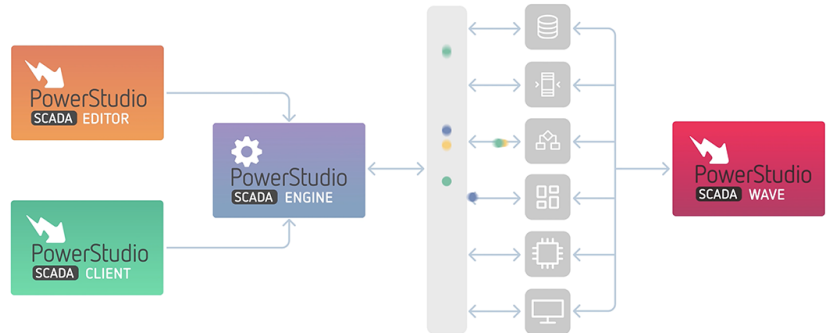 PowerStudio
SCADA EDITOR
PowerStudio
SCADA ENGINE
PowerStudio
SCADA CLIENT
PowerStudio
SCADA WAVE